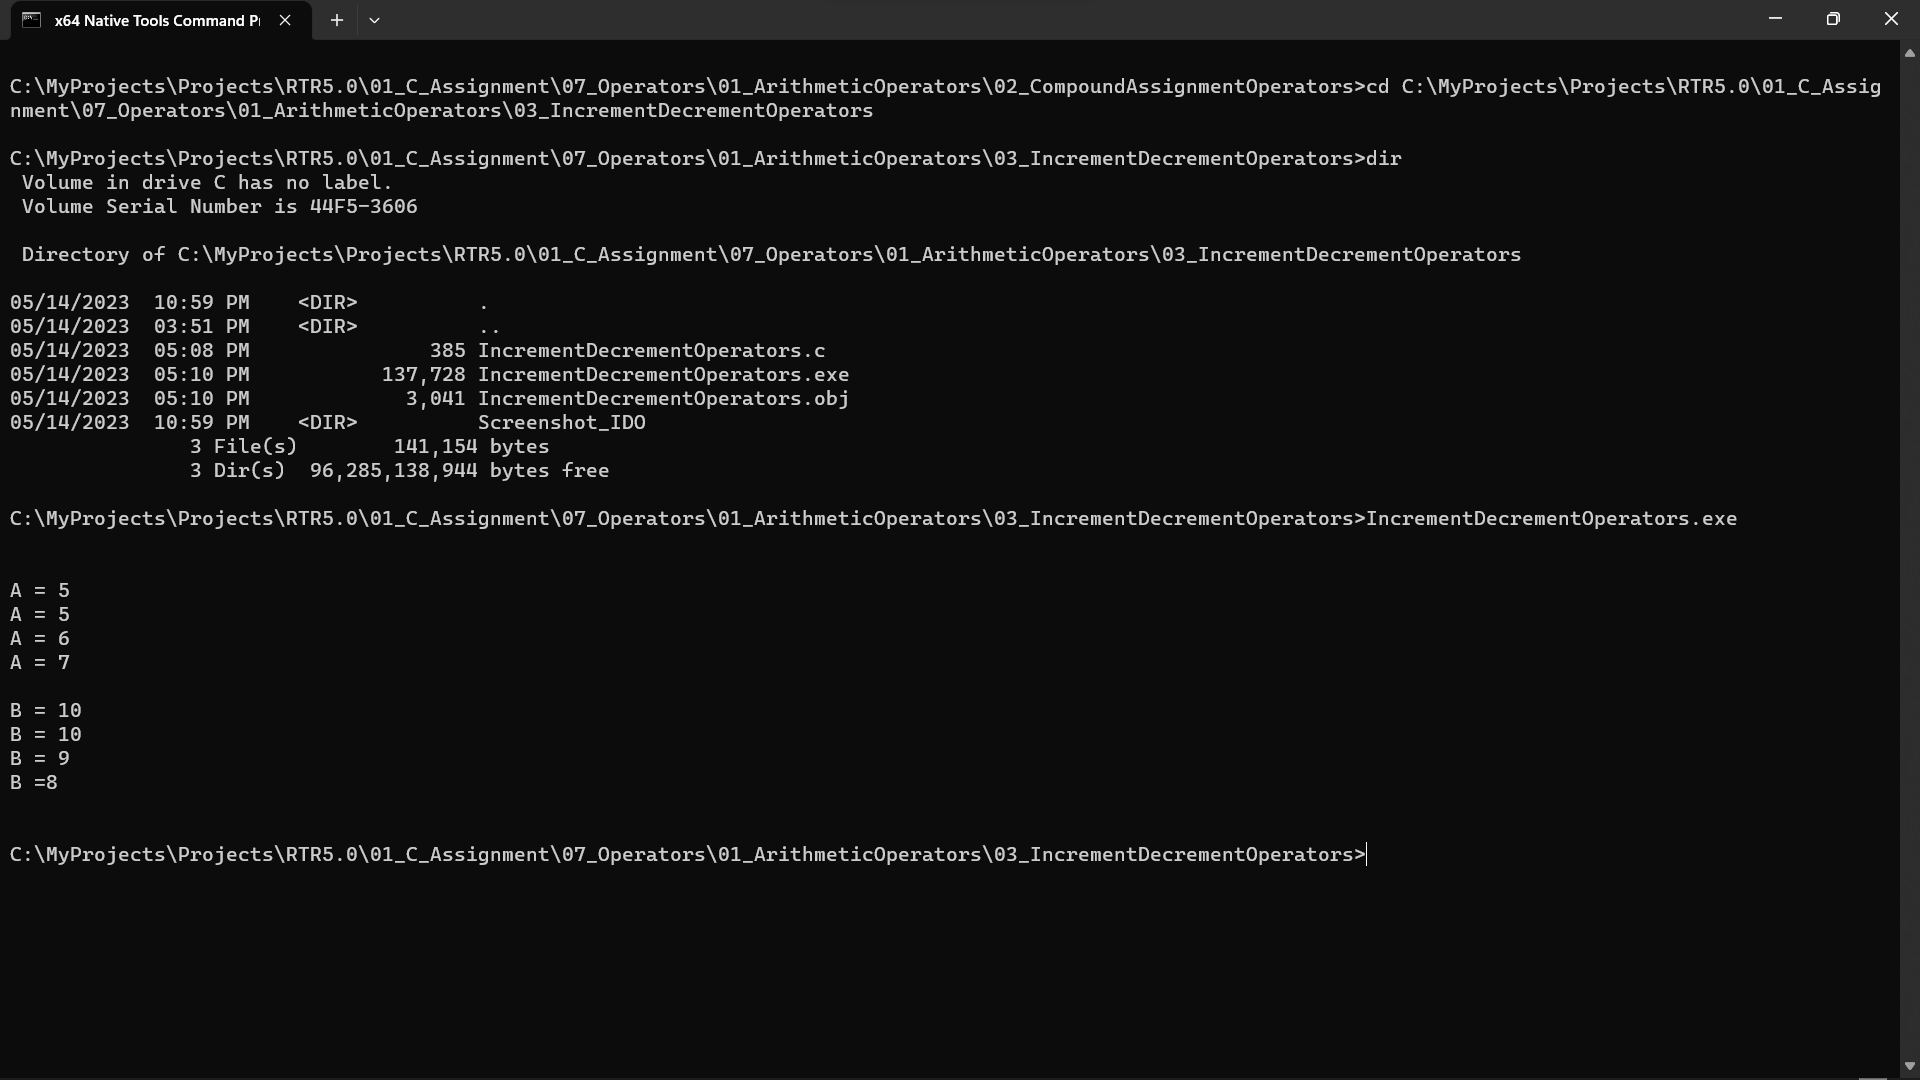 x64 Native Tools Command P
C:\MyProjects\Projects\RTR5.0\01_C_Assignment\07_Operators\01_ArithmeticOperators\02_CompoundAssignmentOperators>cd C:\MyProjects\Projects\RTR5.0\01_C_Assig
nment\07_Operators\01_ArithmeticOperators\03_IncrementDecrementOperators
C:\MyProjects\Projects\RTR5.0\01_C_Assignment\07_Operators\01_ArithmeticOperators\03_IncrementDecrementOperators>dir
 Volume in drive C has no label.
 Volume Serial Number is 44F5-3606
 Directory of C:\MyProjects\Projects\RTR5.0\01_C_Assignment\07_Operators\01_ArithmeticOperators\03_IncrementDecrementOperators
05/14/2023  10:59 PM    <DIR>          .
05/14/2023  03:51 PM    <DIR>          ..
05/14/2023  05:08 PM               385 IncrementDecrementOperators.c
05/14/2023  05:10 PM           137,728 IncrementDecrementOperators.exe
05/14/2023  05:10 PM             3,041 IncrementDecrementOperators.obj
05/14/2023  10:59 PM    <DIR>          Screenshot_IDO
               3 File(s)        141,154 bytes
               3 Dir(s)  96,285,138,944 bytes free
C:\MyProjects\Projects\RTR5.0\01_C_Assignment\07_Operators\01_ArithmeticOperators\03_IncrementDecrementOperators>IncrementDecrementOperators.exe
A = 5
A = 5
A = 6
A = 7
B = 10
B = 10
B = 9
B =8
C:\MyProjects\Projects\RTR5.0\01_C_Assignment\07_Operators\01_ArithmeticOperators\03_IncrementDecrementOperators>